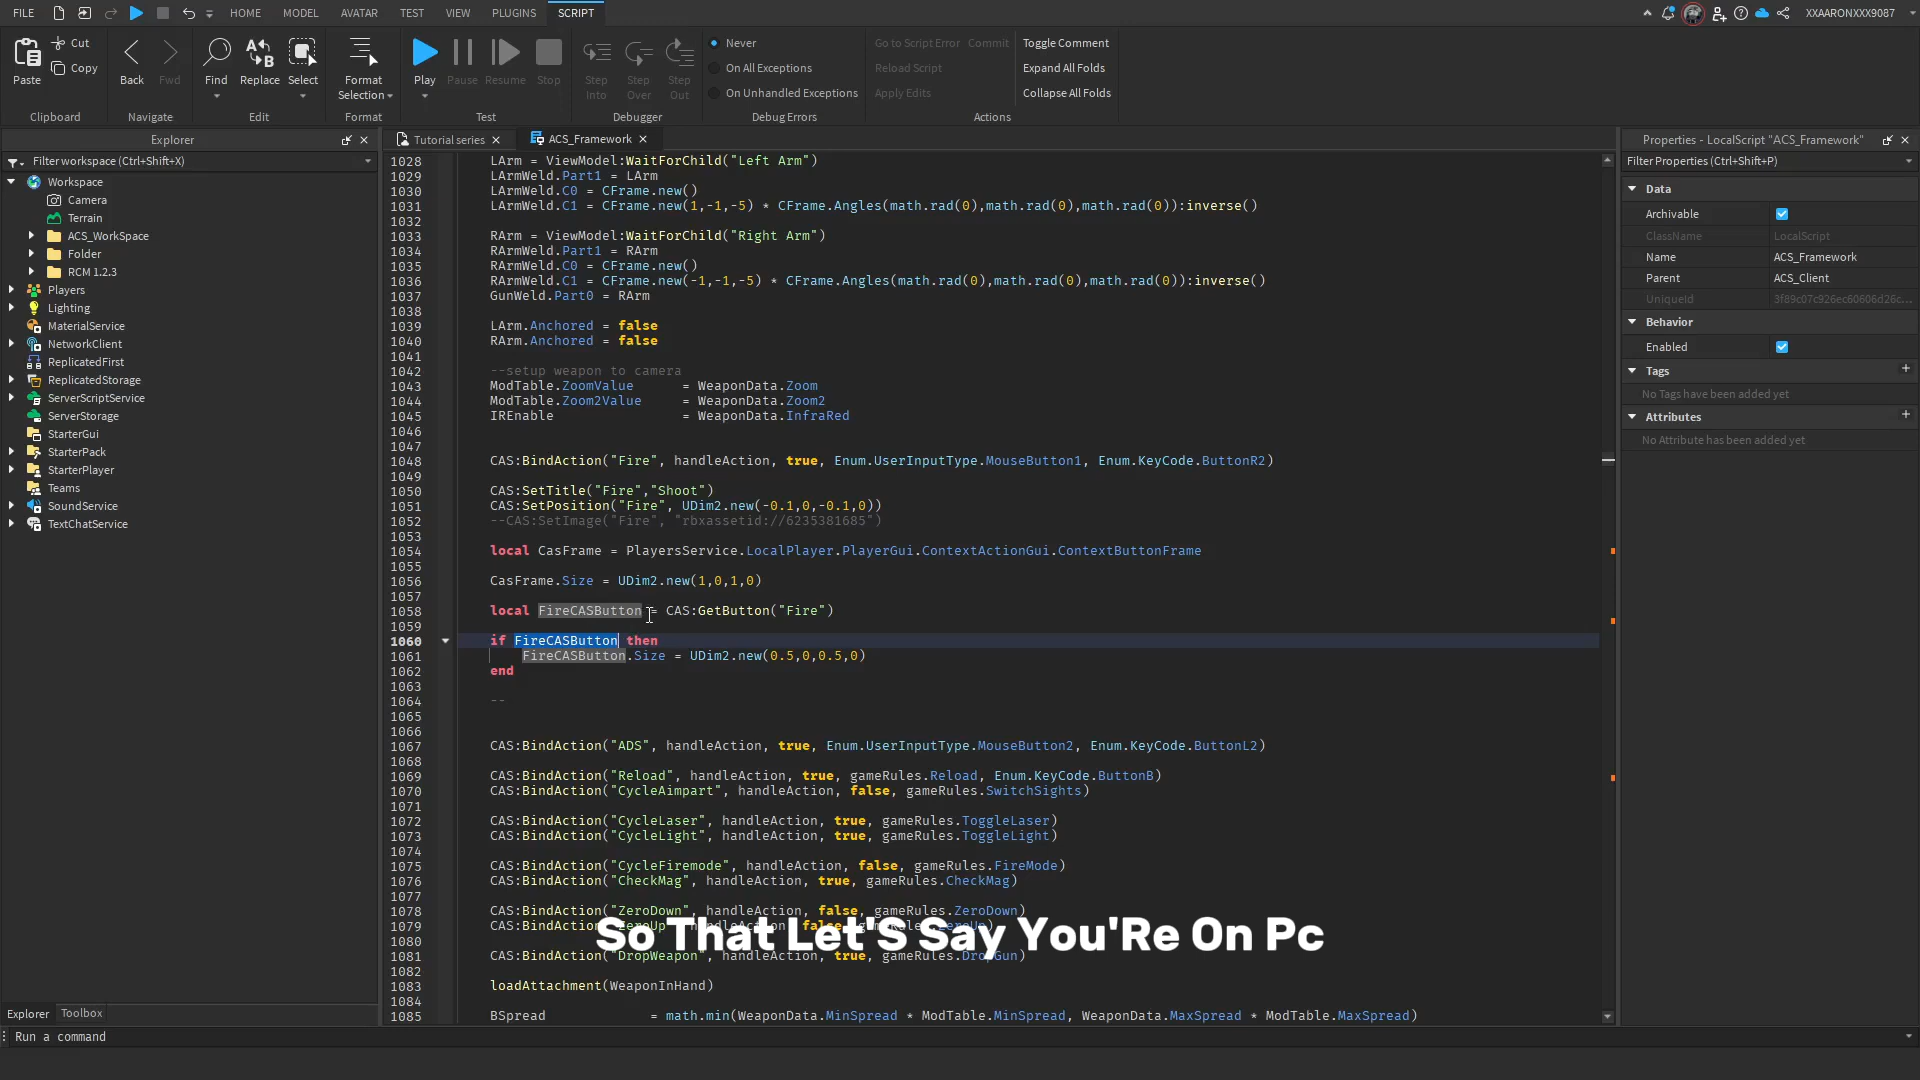 FILE HOME MODEL AVATAR TEST VIEW PLUGINS SCRIPT XXAARONXXX9087
Paste Cut Copy
Clipboard
Back Fwd
Navigate
Find Replace Select
Edit
Format Selection
Format
Play Pause Resume Stop
Test
Step Into Step Over Step Out
Debugger
Never
On All Exceptions
On Unhandled Exceptions
Debug Errors
Go to Script Error Commit
Reload Script
Apply Edits
Toggle Comment
Expand All Folds
Collapse All Folds
Actions
Explorer
Filter workspace (Ctrl+Shift+X)
Workspace
Camera
Terrain
ACS_WorkSpace
Folder
RCM 1.2.3
Players
Lighting
MaterialService
NetworkClient
ReplicatedFirst
ReplicatedStorage
ServerScriptService
ServerStorage
StarterGui
StarterPack
StarterPlayer
Teams
SoundService
TextChatService
Explorer Toolbox
Run a command
Tutorial series ACS_Framework
1028 LArm = ViewModel:WaitForChild("Left Arm")
1029 LArmWeld.Part1 = LArm
1030 LArmWeld.C0 = CFrame.new()
1031 LArmWeld.C1 = CFrame.new(1,-1,-5) * CFrame.Angles(math.rad(0),math.rad(0),math.rad(0)):inverse()
1032
1033 RArm = ViewModel:WaitForChild("Right Arm")
1034 RArmWeld.Part1 = RArm
1035 RArmWeld.C0 = CFrame.new()
1036 RArmWeld.C1 = CFrame.new(-1,-1,-5) * CFrame.Angles(math.rad(0),math.rad(0),math.rad(0)):inverse()
1037 GunWeld.Part0 = RArm
1038
1039 LArm.Anchored = false
1040 RArm.Anchored = false
1041
1042 --setup weapon to camera
1043 ModTable.ZoomValue = WeaponData.Zoom
1044 ModTable.Zoom2Value = WeaponData.Zoom2
1045 IREnable = WeaponData.InfraRed
1046
1047
1048 CAS:BindAction("Fire", handleAction, true, Enum.UserInputType.MouseButton1, Enum.KeyCode.ButtonR2)
1049
1050 CAS:SetTitle("Fire","Shoot")
1051 CAS:SetPosition("Fire", UDim2.new(-0.1,0,-0.1,0))
1052 --CAS:SetImage("Fire", "rbxassetid://6235381685")
1053
1054 local CasFrame = PlayersService.LocalPlayer.PlayerGui.ContextActionGui.ContextButtonFrame
1055
1056 CasFrame.Size = UDim2.new(1,0,1,0)
1057
1058 local FireCASButton = CAS:GetButton("Fire")
1059
1060 if FireCASButton then
1061 FireCASButton.Size = UDim2.new(0.5,0,0.5,0)
1062 end
1063
1064 --
1065
1066
1067 CAS:BindAction("ADS", handleAction, true, Enum.UserInputType.MouseButton2, Enum.KeyCode.ButtonL2)
1068
1069 CAS:BindAction("Reload", handleAction, true, gameRules.Reload, Enum.KeyCode.ButtonB)
1070 CAS:BindAction("CycleAimpart", handleAction, false, gameRules.SwitchSights)
1071
1072 CAS:BindAction("CycleLaser", handleAction, true, gameRules.ToggleLaser)
1073 CAS:BindAction("CycleLight", handleAction, true, gameRules.ToggleLight)
1074
1075 CAS:BindAction("CycleFiremode", handleAction, false, gameRules.FireMode)
1076 CAS:BindAction("CheckMag", handleAction, true, gameRules.CheckMag)
1077
1078 CAS:BindAction("ZeroDown", handleAction, false, gameRules.ZeroDown)
1079 CAS:BindAction("ZeroUp"
So That Let'S Say You'Re On Pc
1080
1081 CAS:BindAction("DropWeapon", handleAction, true, gameRules.DropGun)
1082
1083 loadAttachment(WeaponInHand)
1084
1085 BSpread = math.min(WeaponData.MinSpread * ModTable.MinSpread, WeaponData.MaxSpread * ModTable.MaxSpread)
Properties - LocalScript "ACS_Framework"
Filter Properties (Ctrl+Shift+P)
Data
Archivable
ClassName LocalScript
Name ACS_Framework
Parent ACS_Client
UniqueId 3f89c07c926ec60606d26c...
Behavior
Enabled
Tags
No Tags have been added yet
Attributes
No Attribute has been added yet